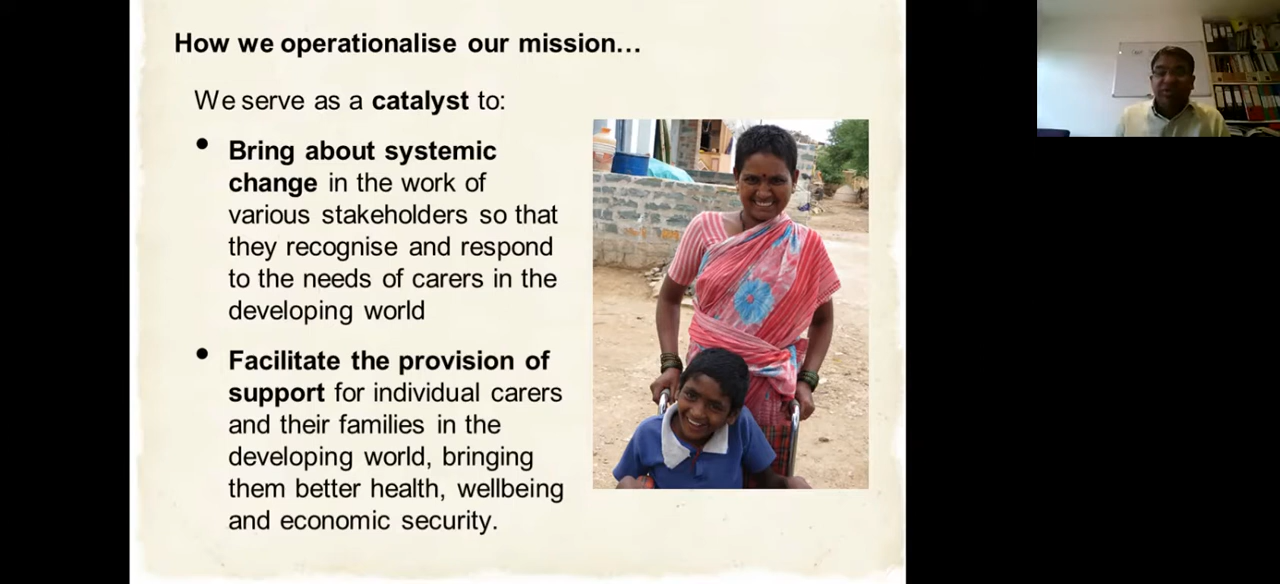 How we operationalise our mission...
We serve as a catalyst to:
• Bring about systemic
change in the work of
various stakeholders so that
they recognise and respond
to the needs of carers in the
developing world
• Facilitate the provision of
support for individual carers
and their families in the
developing world, bringing
them better health, wellbeing
and economic security.